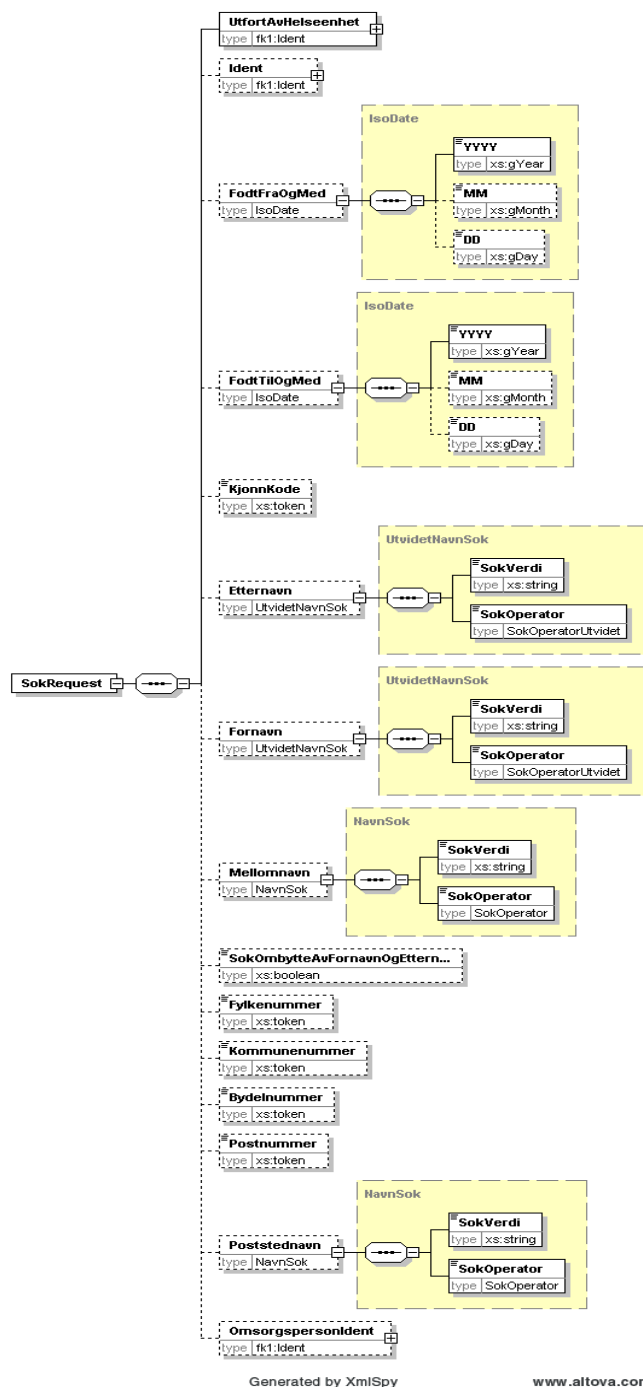 UtfortAvHelseenhet
type fk1:Ident
Ident
type fk1:Ident
IsoDate
YYYY
type xs:gYear
FodtFraOgMed
type IsoDate
MM
type xs:gMonth
DD
type xs:gDay
IsoDate
YYYY
type xs:gYear
FodtTilOgMed
type IsoDate
MM
type xs:gMonth
DD
type xs:gDay
KjonnKode
type xs:token
UtvidetNavnSok
SokVerdi
type xs:string
Etternavn
type UtvidetNavnSok
SokOperator
type SokOperatorUtvidet
SokRequest
UtvidetNavnSok
SokVerdi
type xs:string
Fornavn
type UtvidetNavnSok
SokOperator
type SokOperatorUtvidet
NavnSok
SokVerdi
type xs:string
Mellomnavn
type NavnSok
SokOperator
type SokOperator
SokOmbytteAvFornavnOgEttern...
type xs:boolean
Fylkenummer
type xs:token
Kommunenummer
type xs:token
Bydelnummer
type xs:token
Postnummer
type xs:token
NavnSok
SokVerdi
type xs:string
Poststednavn
type NavnSok
SokOperator
type SokOperator
OmsorgspersonIdent
type fk1:Ident
Generated by XmlSpy www.altova.com